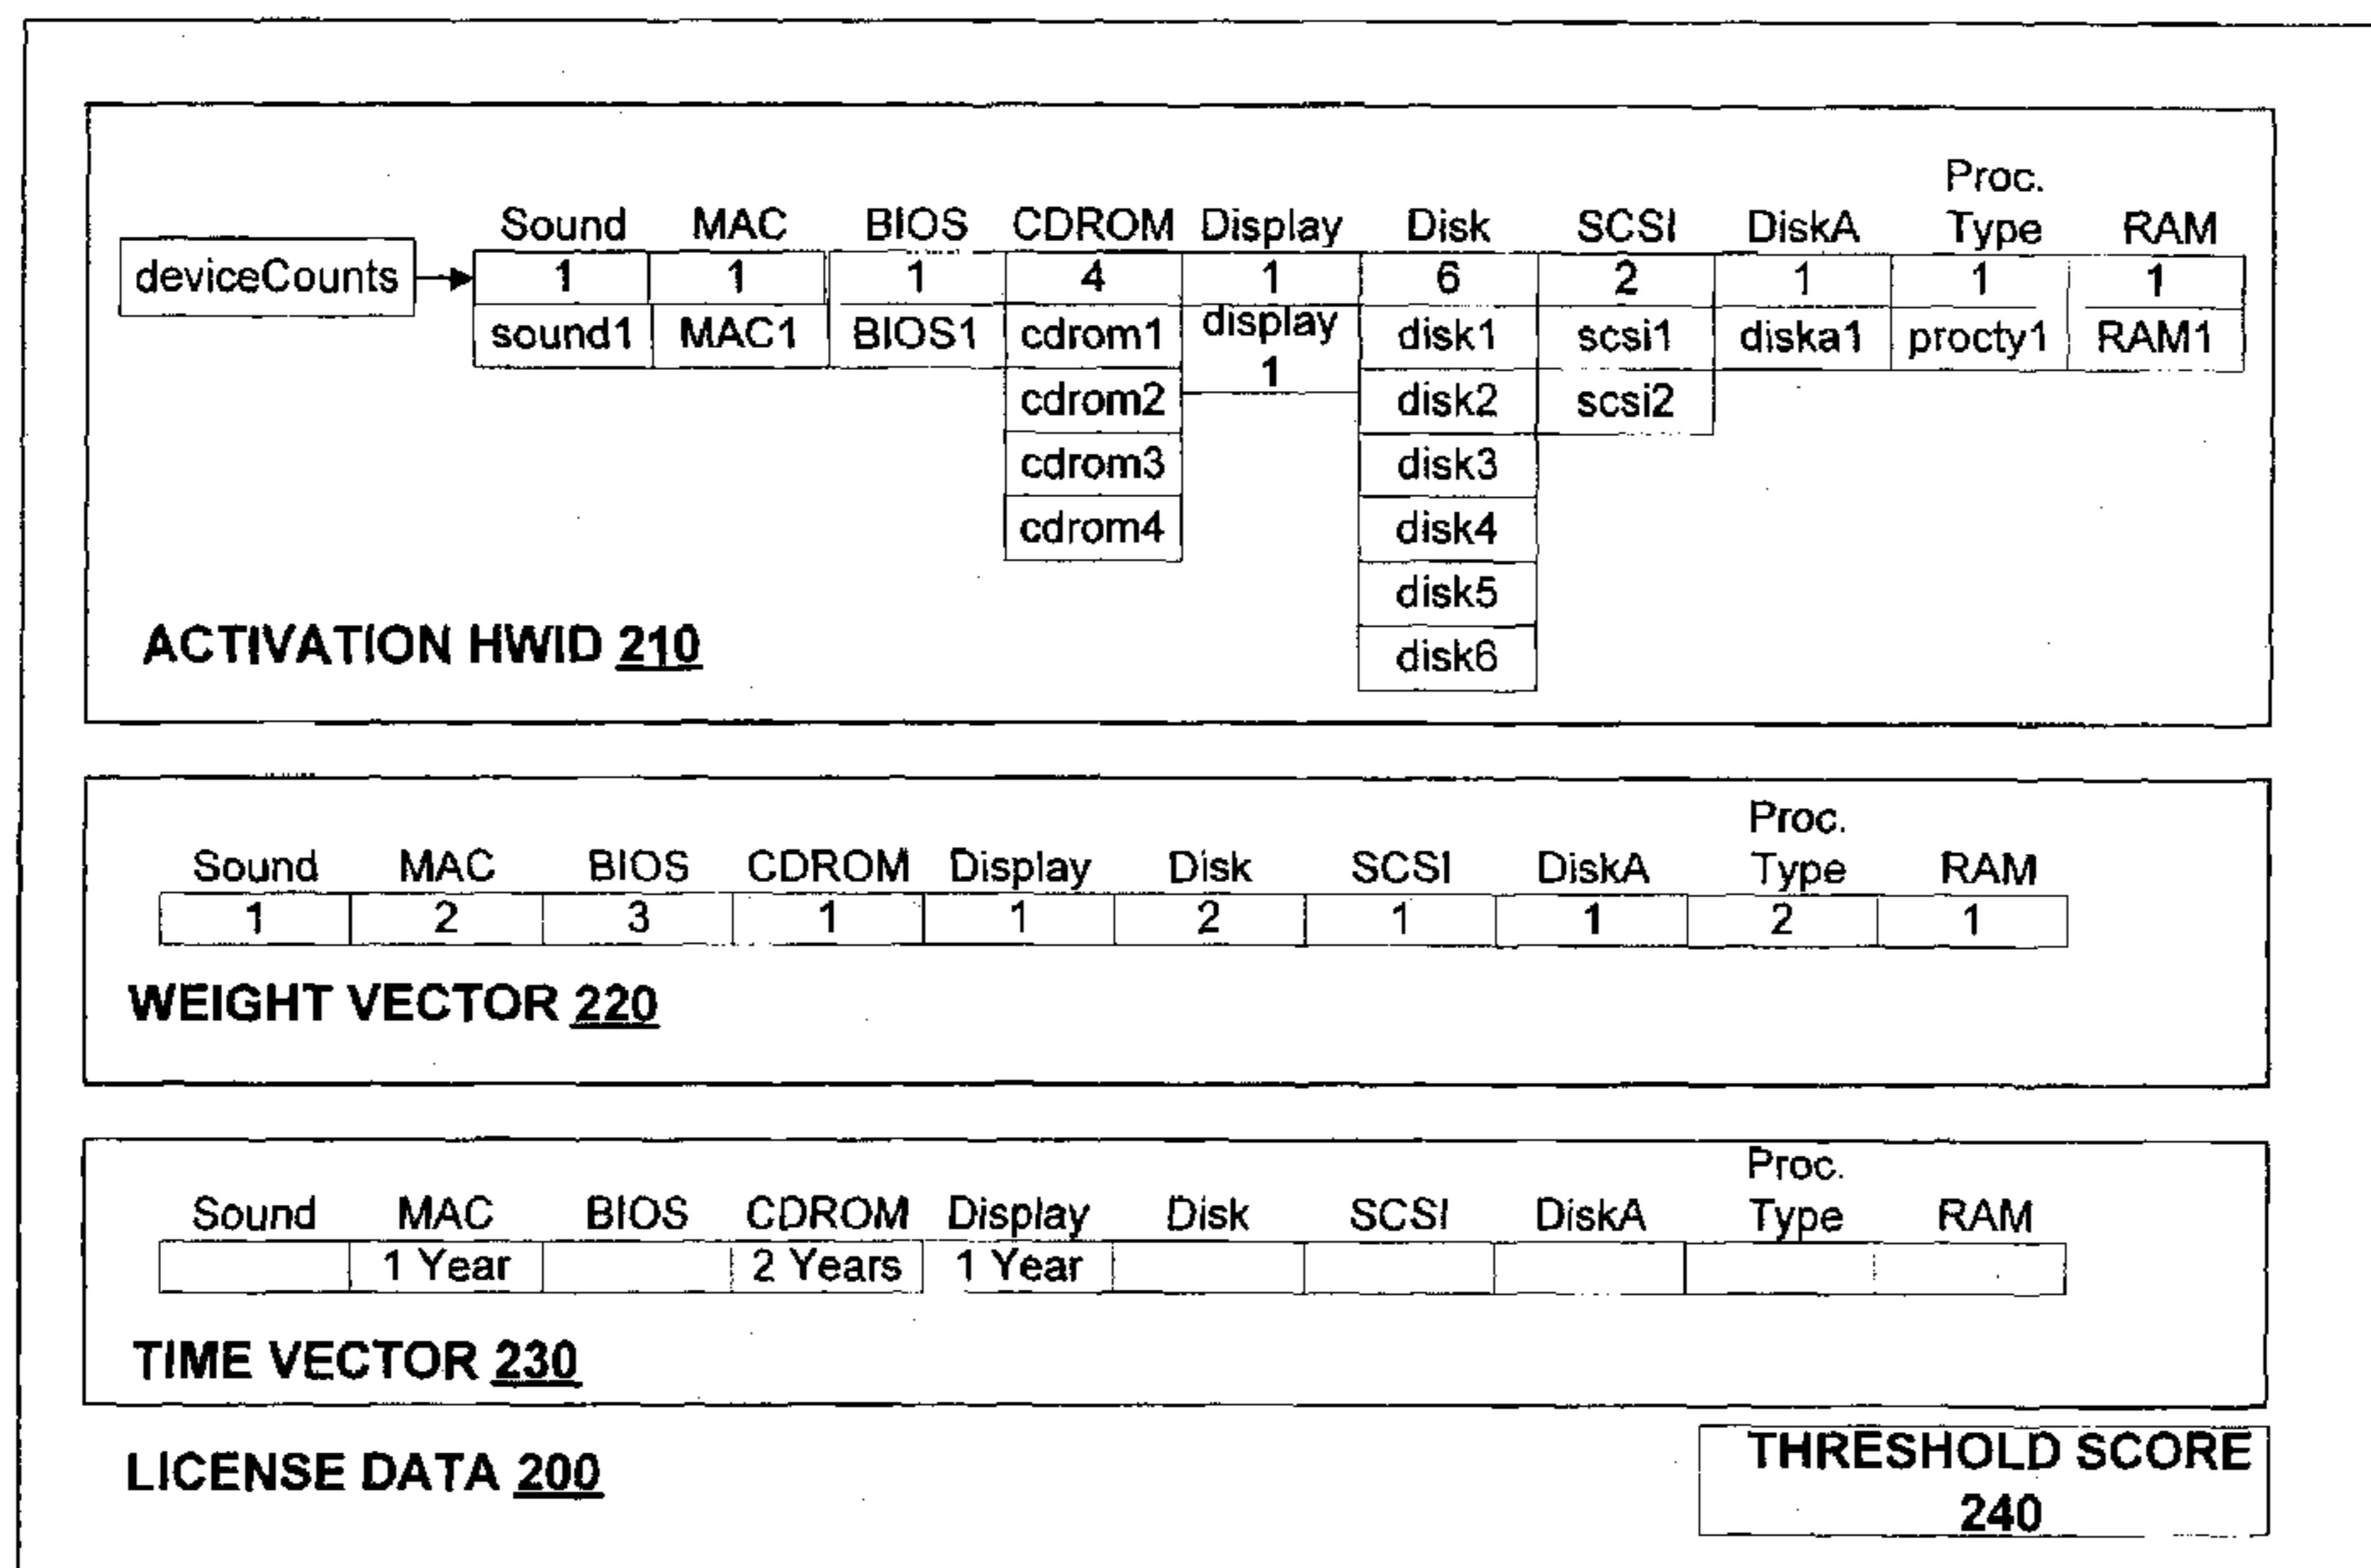 Proc.
Sound MAC BIOS CDROM Display Disk SCSI DiskA Type RAM
deviceCounts 1 1 1 4 1 6 2 1 1 1
sound1 MAC1 BIOS1 cdrom1 display 1 disk1 scsi1 diska1 procty1 RAM1
cdrom2 disk2 scsi2
cdrom3 disk3
cdrom4 disk4
disk5
disk6
ACTIVATION HWID 210
Proc.
Sound MAC BIOS CDROM Display Disk SCSI DiskA Type RAM
1 2 3 1 1 2 1 1 2 1
WEIGHT VECTOR 220
Proc.
Sound MAC BIOS CDROM Display Disk SCSI DiskA Type RAM
1 Year 2 Years 1 Year
TIME VECTOR 230
LICENSE DATA 200
THRESHOLD SCORE
240